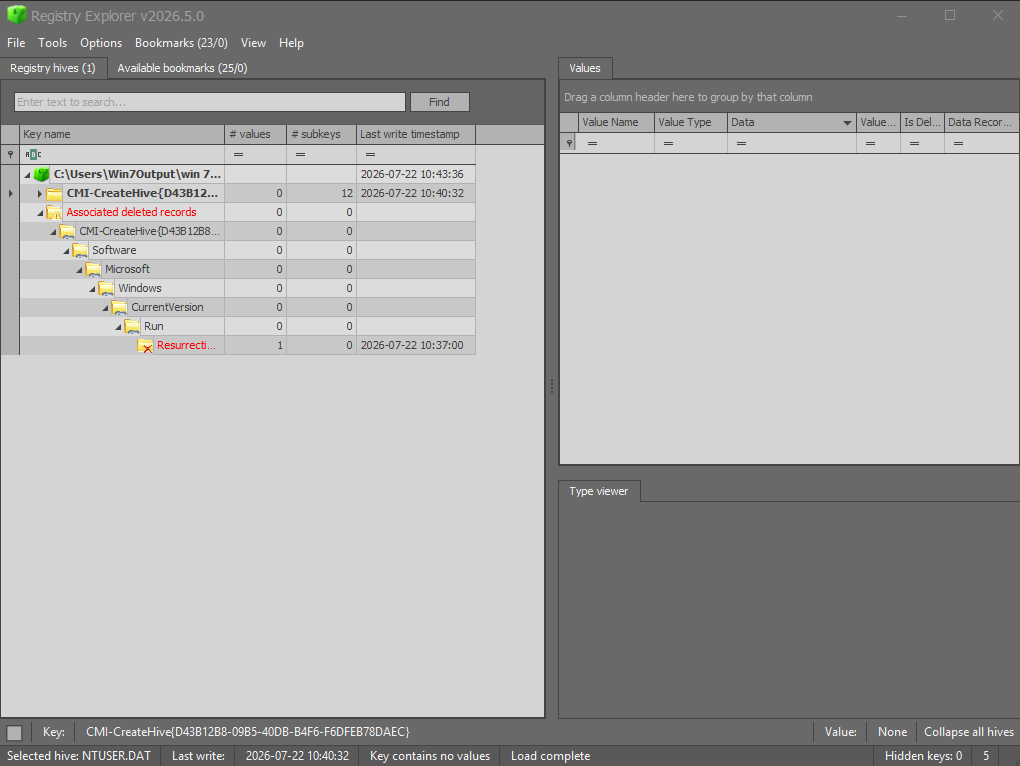 Registry Explorer v2026.5.0
File Tools Options Bookmarks (23/0) View Help
Registry hives (1) Available bookmarks (25/0)
Enter text to search... Find
Key name # values # subkeys Last write timestamp
ABC = = =
C:\Users\Win7Output\win 7... 2026-07-22 10:43:36
CMI-CreateHive{D43B12... 0 12 2026-07-22 10:40:32
Associated deleted records 0 0
CMI-CreateHive{D43B12B8... 0 0
Software 0 0
Microsoft 0 0
Windows 0 0
CurrentVersion 0 0
Run 0 0
Resurrecti... 1 0 2026-07-22 10:37:00
Values
Drag a column header here to group by that column
Value Name Value Type Data Value... Is Del... Data Recor...
= = = = = =
Type viewer
Key: CMI-CreateHive{D43B12B8-09B5-40DB-B4F6-F6DFEB78DAEC} Value: None Collapse all hives
Selected hive: NTUSER.DAT Last write: 2026-07-22 10:40:32 Key contains no values Load complete Hidden keys: 0 5